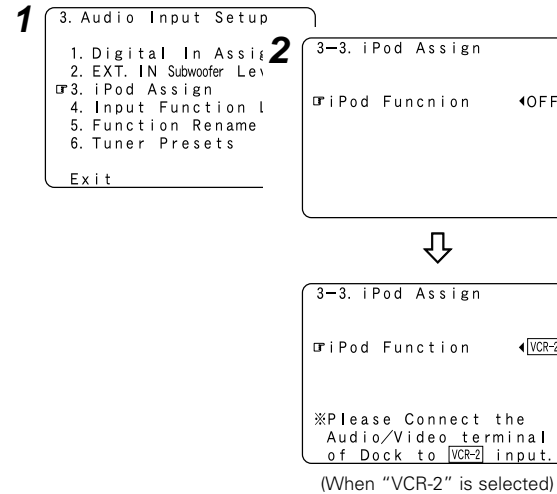 1
3. Audio Input Setup
1. Digital In Assig
2. EXT. IN Subwoofer Lev
☞3. iPod Assign
4. Input Function L
5. Function Rename
6. Tuner Presets
Exit
2
3-3. iPod Assign
☞iPod Funcnion ◀OFF
3-3. iPod Assign
☞iPod Function ◀VCR-2
※Please Connect the
Audio/Video terminal
of Dock to VCR-2 input.
(When “VCR-2” is selected)